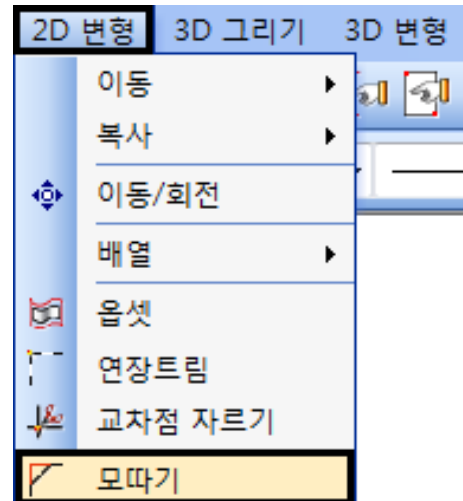 2D 변형 3D 그리기 3D 변형
이동
복사
이동/회전
배열
옵셋
연장트림
교차점 자르기
모따기